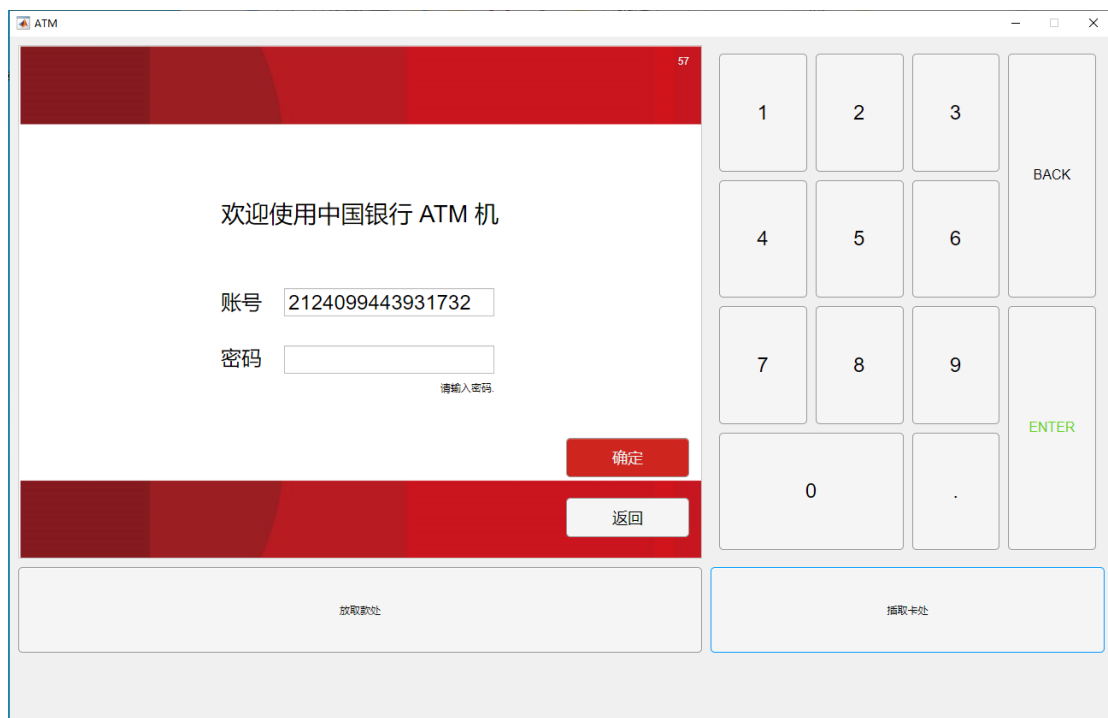 ATM
57
欢迎使用中国银行 ATM 机
账号 2124099443931732
密码
请输入密码.
确定
返回
1 2 3
BACK
4 5 6
7 8 9
ENTER
0 .
放取款处
插取卡处